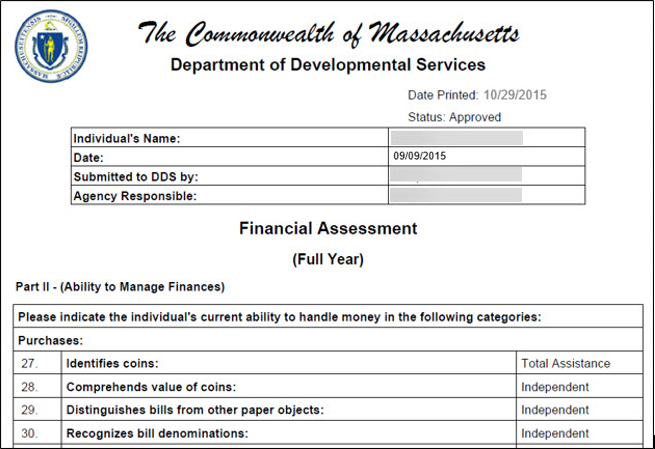 The Commonwealth of Massachusetts
Department of Developmental Services
Date Printed: 10/29/2015
Status: Approved
Individual's Name:
Date: 09/09/2015
Submitted to DDS by:
Agency Responsible:
Financial Assessment
(Full Year)
Part II - (Ability to Manage Finances)
Please indicate the individual's current ability to handle money in the following categories:
Purchases:
27. Identifies coins: Total Assistance
28. Comprehends value of coins: Independent
29. Distinguishes bills from other paper objects: Independent
30. Recognizes bill denominations: Independent